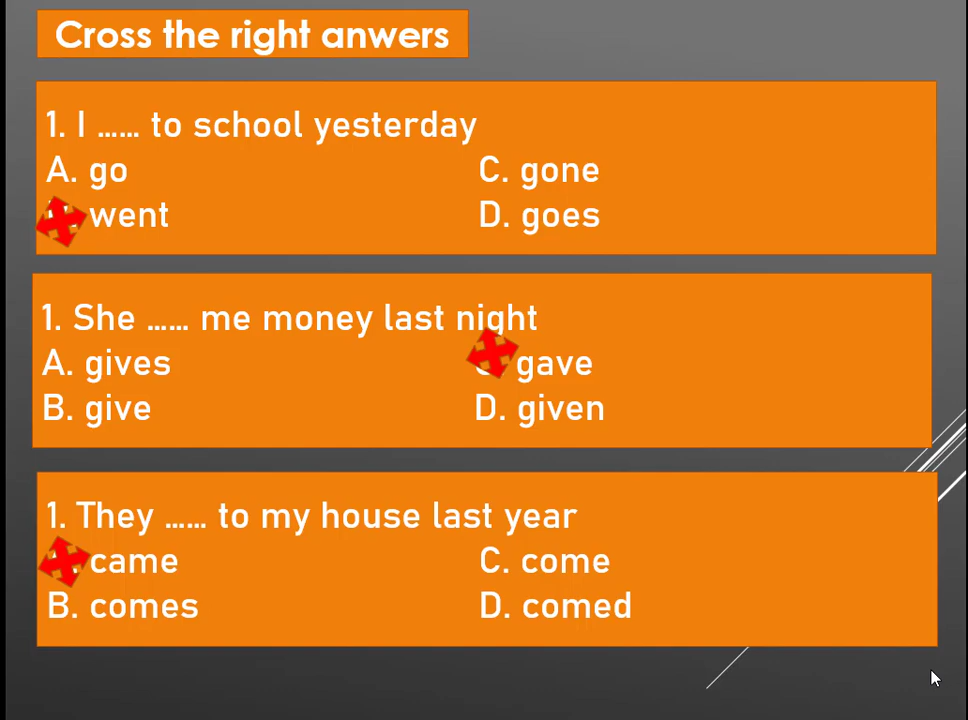 Cross the right anwers
1. I ...... to school yesterday
A. go
C. gone
went
D. goes
1. She ...... me money last night
A. gives
gave
B. give
D. given
1. They ...... to my house last year
came
C. come
B. comes
D. comed